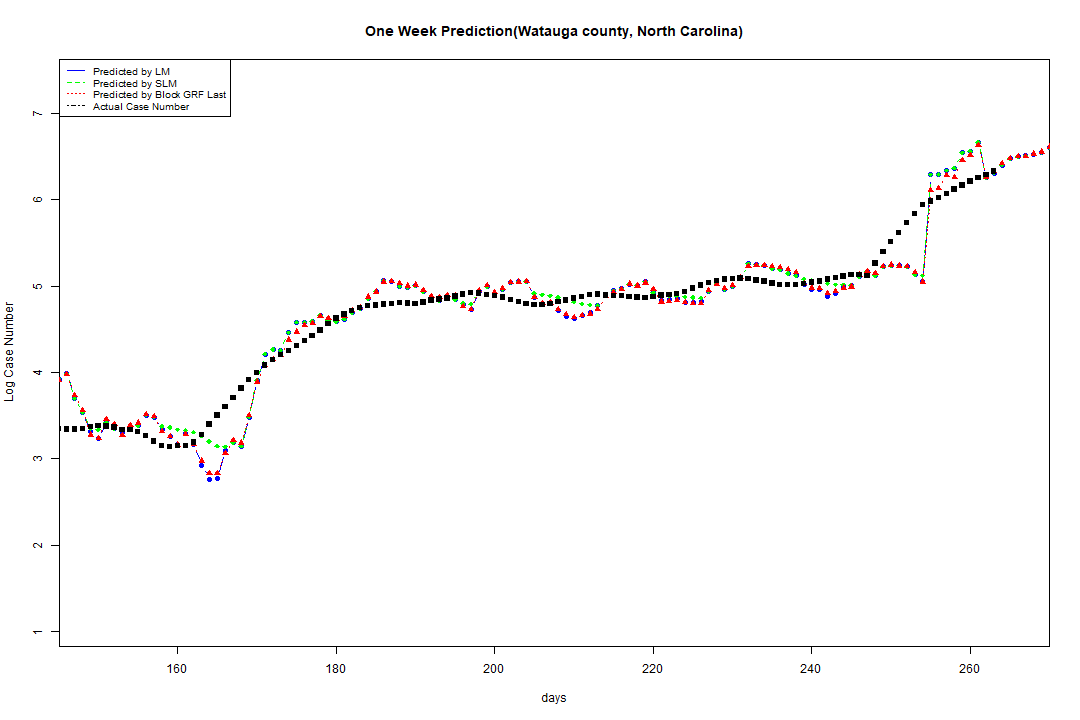 One Week Prediction(Watauga county, North Carolina)
Predicted by LM
Predicted by SLM
Predicted by Block GRF Last
Actual Case Number
7
6
5
4
3
2
1
Log Case Number
160 180 200 220 240 260
days